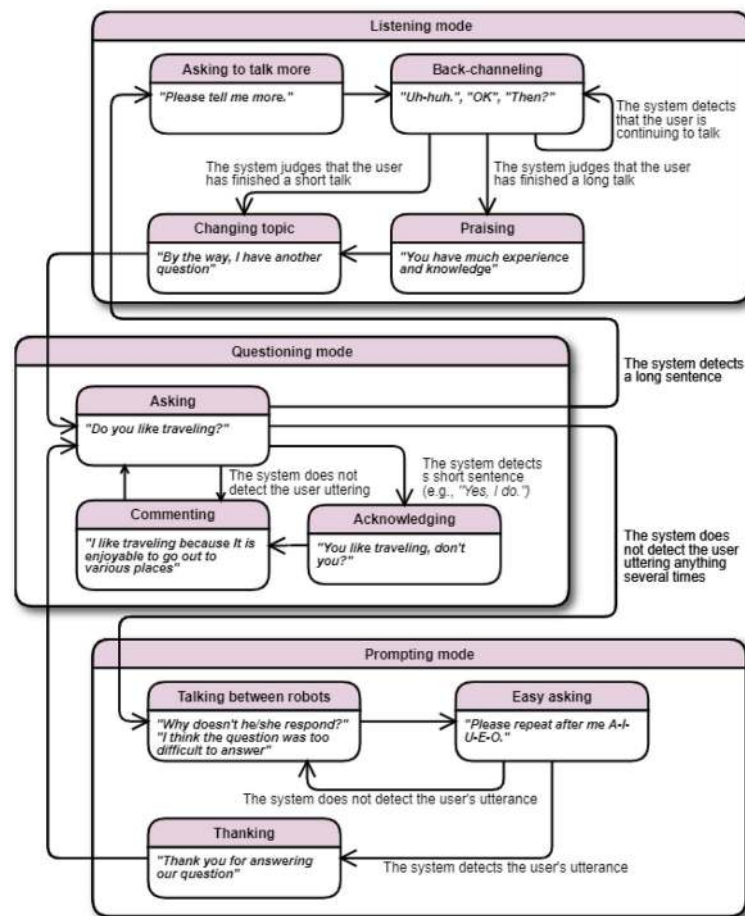 Listening mode
Asking to talk more
"Please tell me more."
Back-channeling
"Uh-huh.", "OK", "Then?"
The system detects
that the user is
continuing to talk
The system judges that the user
has finished a short talk
The system judges that the user
has finished a long talk
Changing topic
"By the way, I have another
question"
Praising
"You have much experience
and knowledge"
The system detects
a long sentence
Questioning mode
Asking
"Do you like traveling?"
The system does not
detect the user uttering
The system detects
s short sentence
(e.g., "Yes, I do.")
Commenting
"I like traveling because It is
enjoyable to go out to
various places"
Acknowledging
"You like traveling, don't
you?"
The system does
not detect the user
uttering anything
several times
Prompting mode
Talking between robots
"Why doesn't he/she respond?"
"I think the question was too
difficult to answer"
Easy asking
"Please repeat after me A-I-
U-E-O."
The system does not detect the user's utterance
Thanking
"Thank you for answering
our question"
The system detects the user's utterance